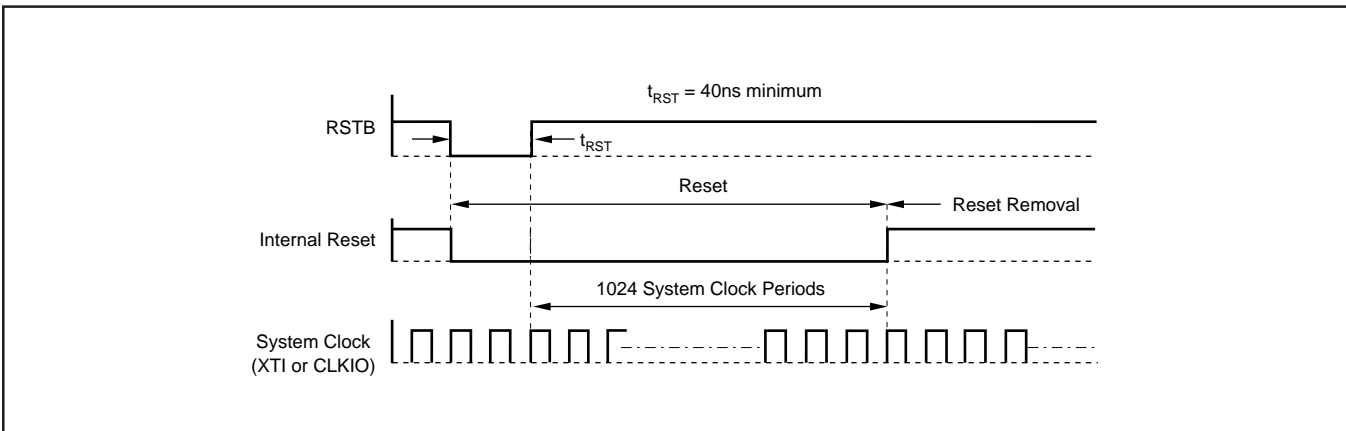 t_RST = 40ns minimum
RSTB
t_RST
Reset
Reset Removal
Internal Reset
1024 System Clock Periods
System Clock
(XTI or CLKIO)